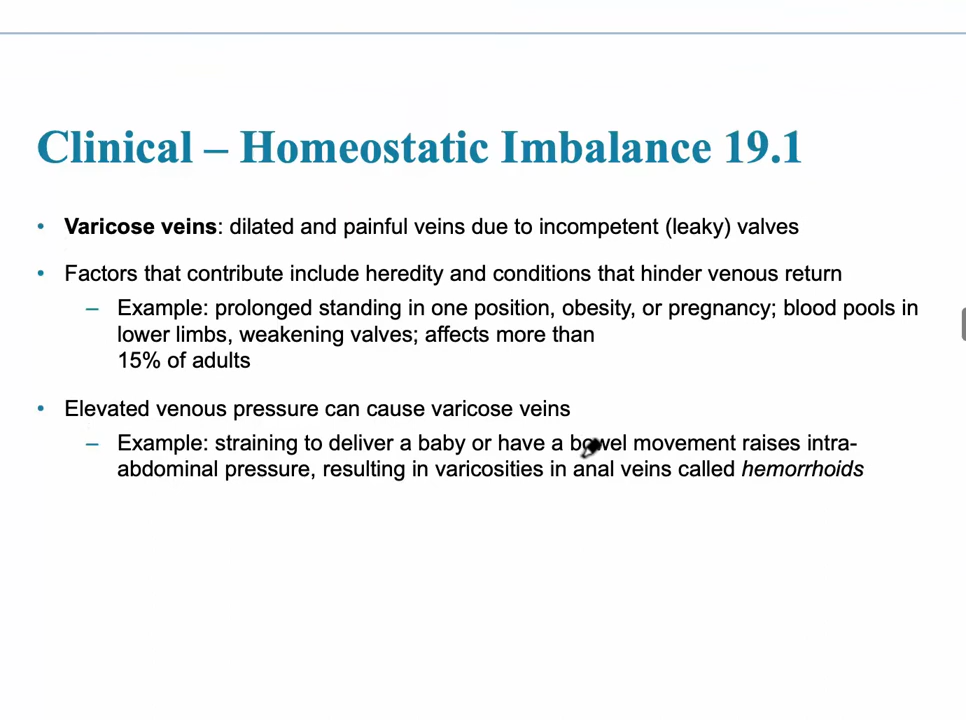 Clinical – Homeostatic Imbalance 19.1
• Varicose veins: dilated and painful veins due to incompetent (leaky) valves
• Factors that contribute include heredity and conditions that hinder venous return
– Example: prolonged standing in one position, obesity, or pregnancy; blood pools in
lower limbs, weakening valves; affects more than
15% of adults
• Elevated venous pressure can cause varicose veins
– Example: straining to deliver a baby or have a bowel movement raises intra-
abdominal pressure, resulting in varicosities in anal veins called hemorrhoids